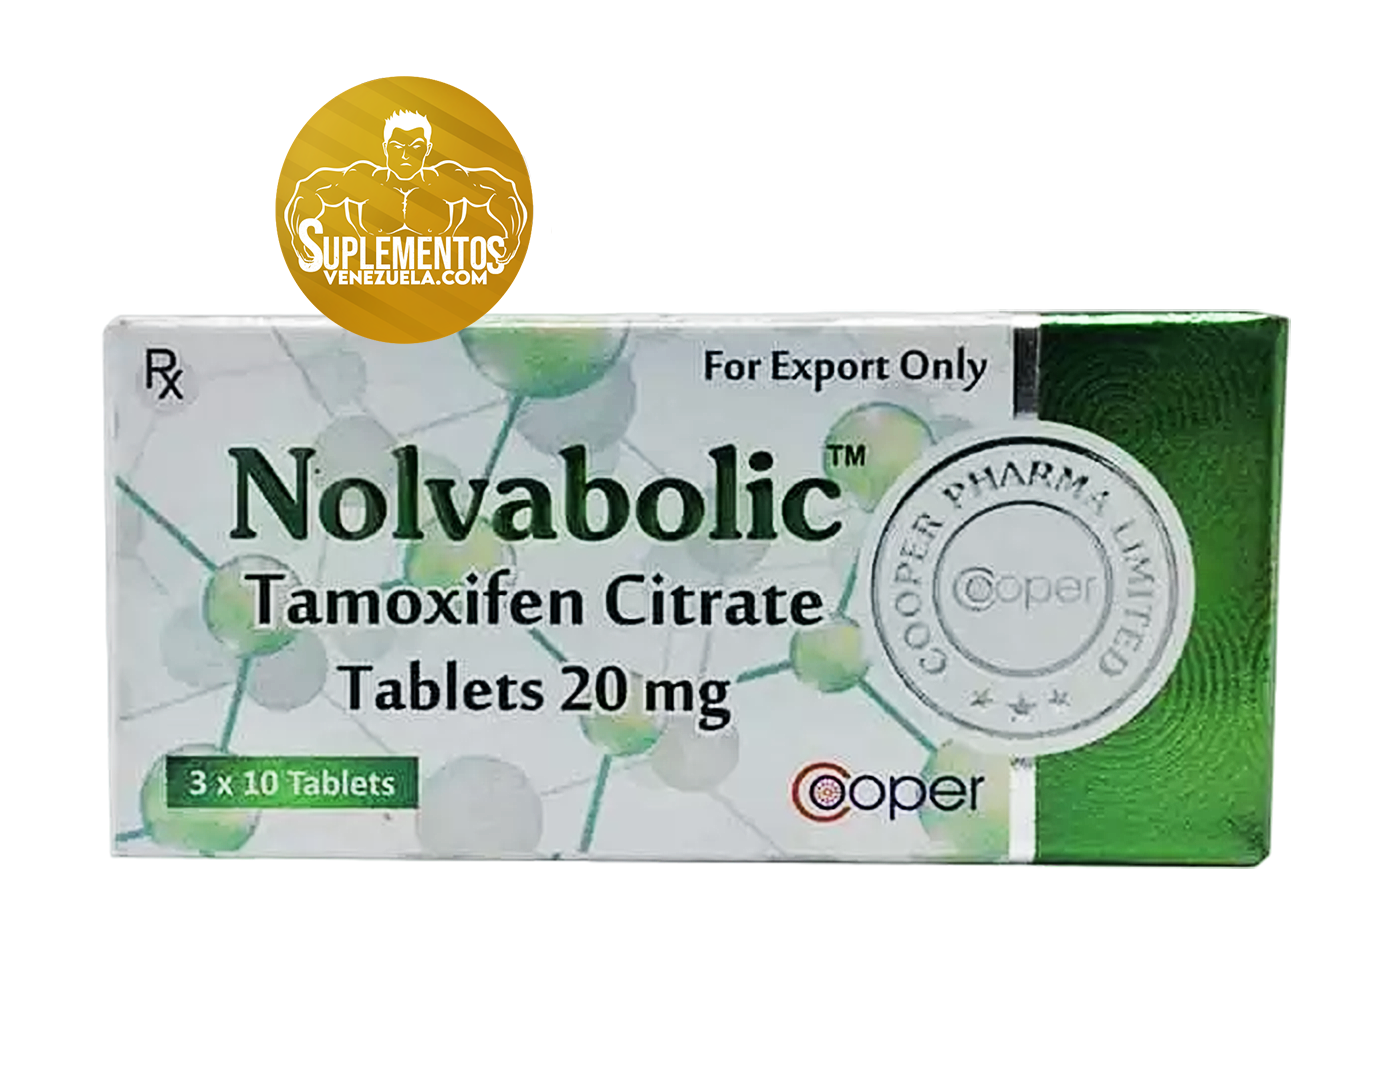 SUPLEMENTOS
VENEZUELA.COM
Rx
For Export Only
Nolvabolic™
Tamoxifen Citrate
Tablets 20 mg
COOPER PHARMA LIMITED
Cooper
3 x 10 Tablets
Cooper